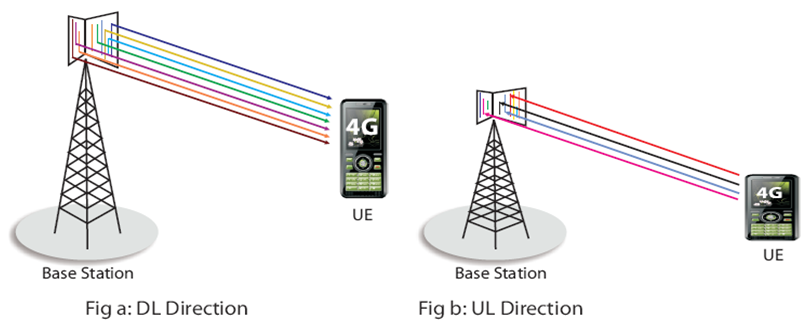 4G
UE
Base Station
Fig a: DL Direction
4G
UE
Base Station
Fig b: UL Direction